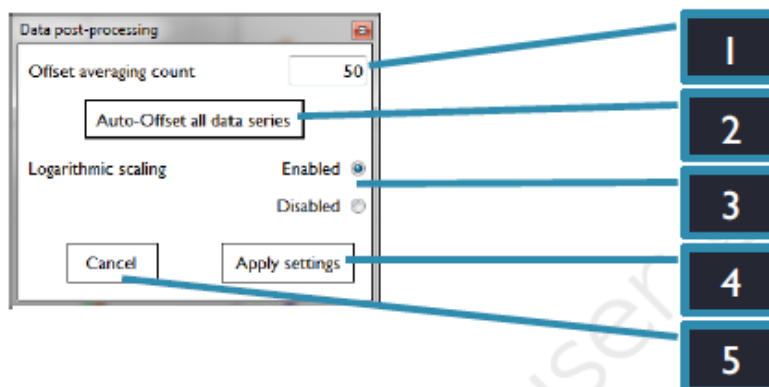 Data post-processing
Offset averaging count 50
Auto-Offset all data series
Logarithmic scaling Enabled
Disabled
Cancel Apply settings
1
2
3
4
5
user